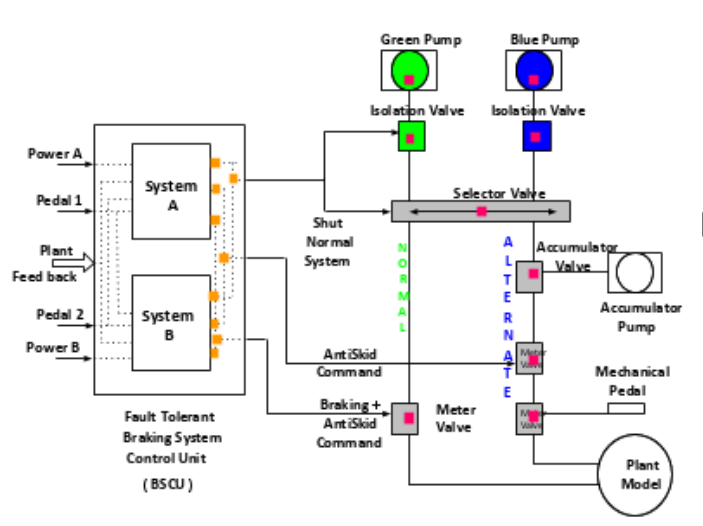 Green Pump
Blue Pump
Isolation Valve
Isolation Valve
Power A
System
A
Pedal 1
Selector Valve
Shut
Normal
System
Plant
Feed back
NORMAL
ALTERNATE
Accumulator
Valve
Accumulator
Pump
Pedal 2
System
B
Power B
AntiSkid
Command
Meter
Valve
Mechanical
Pedal
Braking +
AntiSkid
Command
Meter
Valve
Meter
Valve
Fault Tolerant
Braking System
Control Unit
( BSCU )
Plant
Model